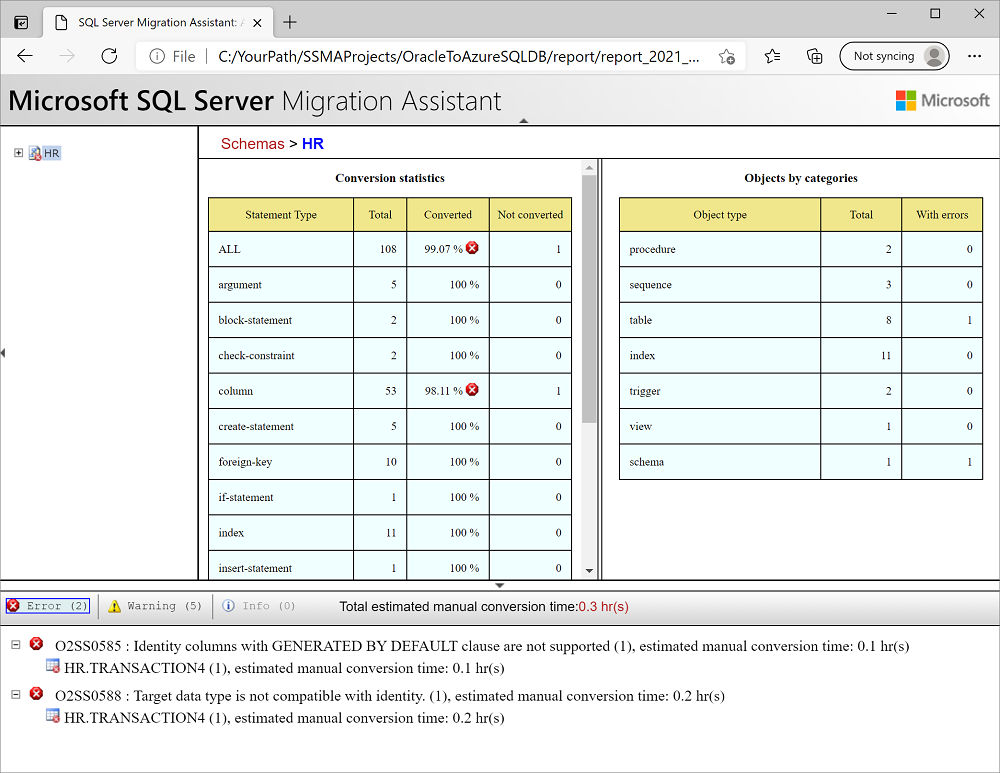 SQL Server Migration Assistant: A
File
C:/YourPath/SSMAProjects/OracleToAzureSQLDB/report/report_2021_...
Not syncing
Microsoft SQL Server Migration Assistant
Microsoft
HR
Schemas > HR
Conversion statistics
Statement Type Total Converted Not converted
ALL 108 99.07 % 1
argument 5 100 % 0
block-statement 2 100 % 0
check-constraint 2 100 % 0
column 53 98.11 % 1
create-statement 5 100 % 0
foreign-key 10 100 % 0
if-statement 1 100 % 0
index 11 100 % 0
insert-statement 1 100 % 0
Objects by categories
Object type Total With errors
procedure 2 0
sequence 3 0
table 8 1
index 11 0
trigger 2 0
view 1 0
schema 1 1
Error (2) Warning (5) Info (0) Total estimated manual conversion time:0.3 hr(s)
O2SS0585 : Identity columns with GENERATED BY DEFAULT clause are not supported (1), estimated manual conversion time: 0.1 hr(s)
HR.TRANSACTION4 (1), estimated manual conversion time: 0.1 hr(s)
O2SS0588 : Target data type is not compatible with identity. (1), estimated manual conversion time: 0.2 hr(s)
HR.TRANSACTION4 (1), estimated manual conversion time: 0.2 hr(s)